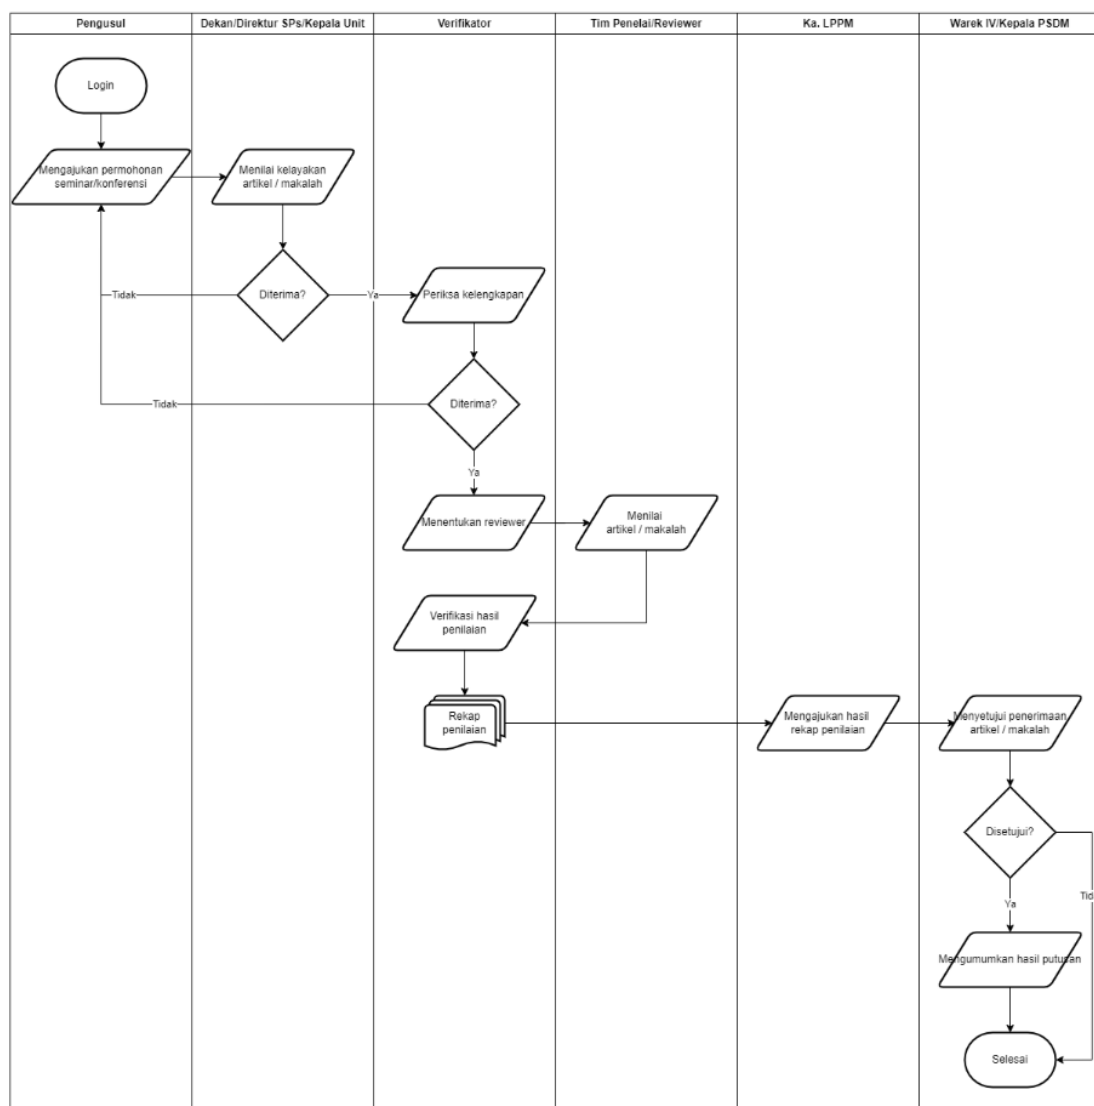 Pengusul
Dekan/Direktur SPs/Kepala Unit
Verifikator
Tim Penelai/Reviewer
Ka. LPPM
Warek IV/Kepala PSDM
Login
Mengajukan permohonan
seminar/konferensi
Menilai kelayakan
artikel / makalah
Diterima?
Tidak
Ya
Periksa kelengkapan
Diterima?
Tidak
Ya
Menentukan reviewer
Menilai
artikel / makalah
Verifikasi hasil
penilaian
Rekap
penilaian
Mengajukan hasil
rekap penilaian
Menyetujui penerimaan
artikel / makalah
Disetujui?
Ya
Tid
Mengumumkan hasil putusan
Selesai